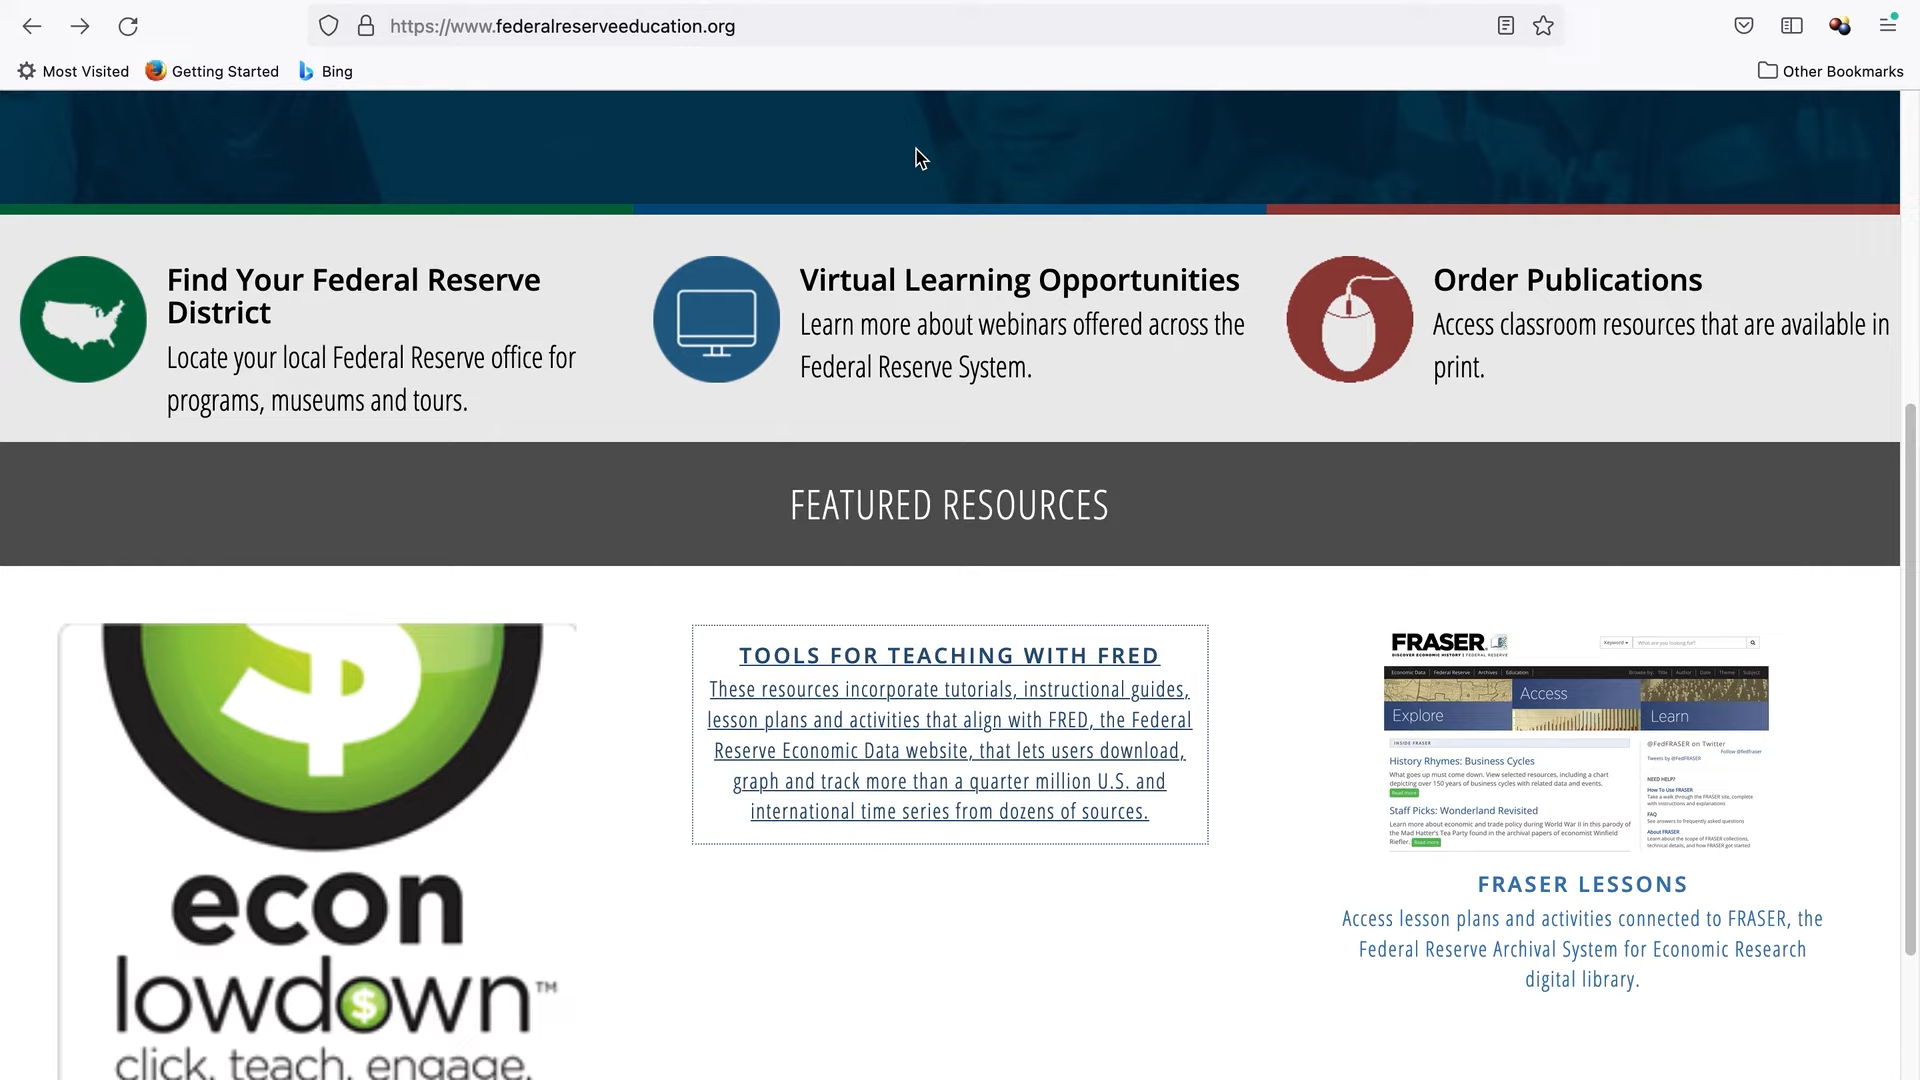 https://www.federalreserveeducation.org
Most Visited
Getting Started
Bing
Other Bookmarks
Find Your Federal Reserve
District
Locate your local Federal Reserve office for
programs, museums and tours.
Virtual Learning Opportunities
Learn more about webinars offered across the
Federal Reserve System.
Order Publications
Access classroom resources that are available in
print.
FEATURED RESOURCES
$
econ
lowdown™
click. teach. engage.
TOOLS FOR TEACHING WITH FRED
These resources incorporate tutorials, instructional guides,
lesson plans and activities that align with FRED, the Federal
Reserve Economic Data website, that lets users download,
graph and track more than a quarter million U.S. and
international time series from dozens of sources.
FRASER
DISCOVER ECONOMIC HISTORY | FEDERAL RESERVE
Keyword
What are you looking for?
Economic Data | Federal Reserve | Archives | Education
Browse by: Title | Author | Date | Theme | Subject
Explore
Access
Learn
INSIDE FRASER
History Rhymes: Business Cycles
What goes up must come down. View selected resources, including a chart
depicting over 150 years of business cycles with related data and events.
Read more
Staff Picks: Wonderland Revisited
Learn more about economic and trade policy during World War II in this parody of
the Mad Hatter's Tea Party found in the archival papers of economist Winfield
Riefler. Read more
@FedFRASER on Twitter
Follow @fedfraser
Tweets by @FedFRASER
NEED HELP?
How To Use FRASER
Take a walk through the FRASER site, complete
with instructions and explanations
FAQ
See answers to frequently asked questions
About FRASER
Learn about the scope of FRASER collections,
technical details, and how FRASER got started
FRASER LESSONS
Access lesson plans and activities connected to FRASER, the
Federal Reserve Archival System for Economic Research
digital library.